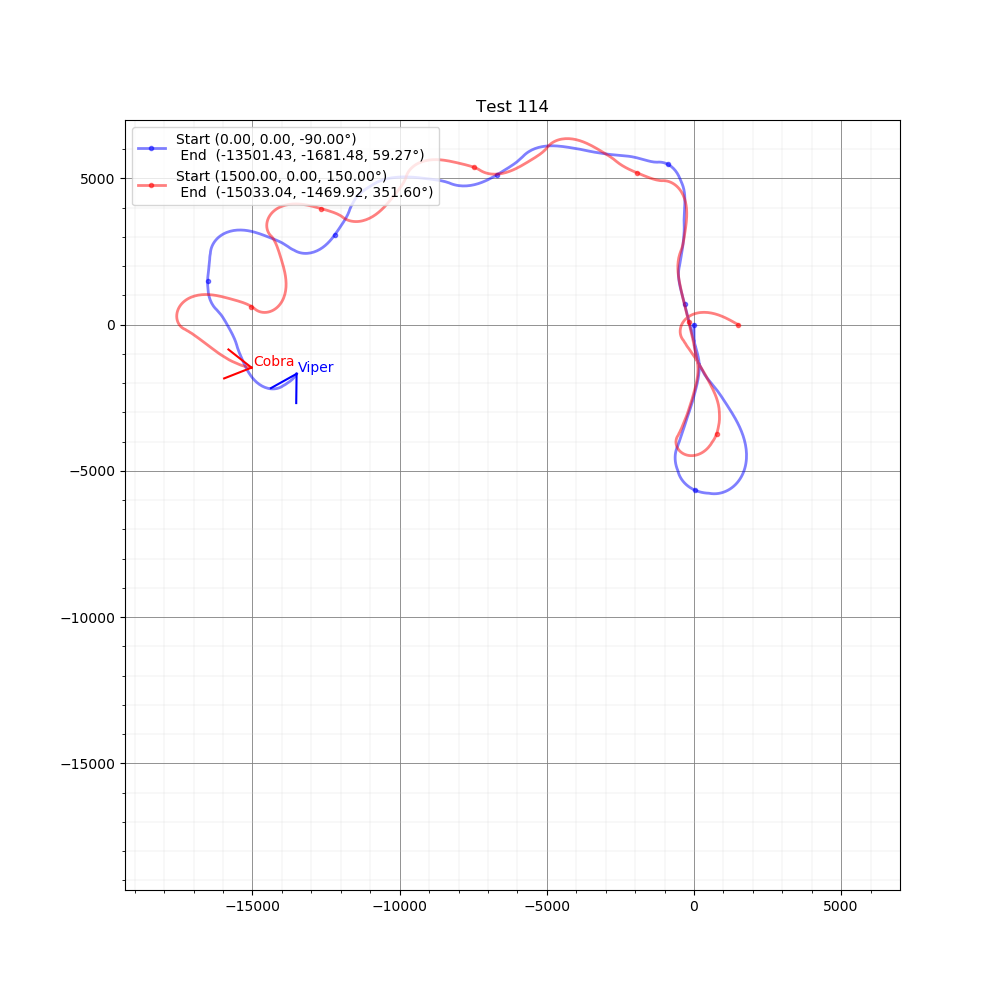 Test 114
Start (0.00, 0.00, -90.00°)
End  (-13501.43, -1681.48, 59.27°)
Start (1500.00, 0.00, 150.00°)
End  (-15033.04, -1469.92, 351.60°)
5000
0
−5000
−10000
−15000
Cobra
Viper
−15000
−10000
−5000
0
5000